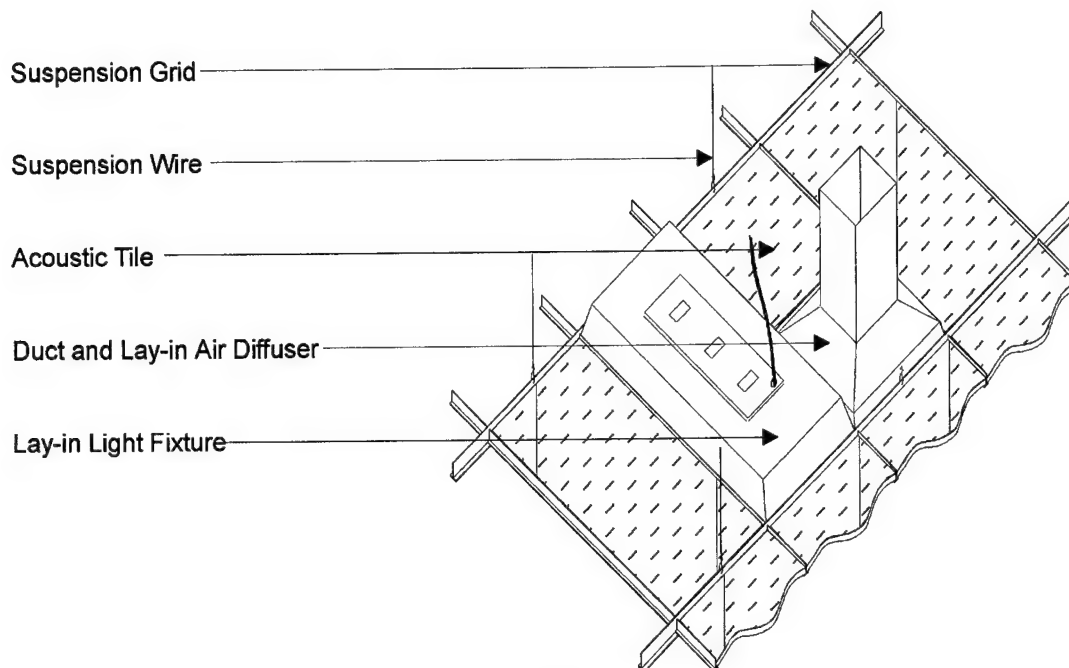 Suspension Grid
Suspension Wire
Acoustic Tile
Duct and Lay-in Air Diffuser
Lay-in Light Fixture